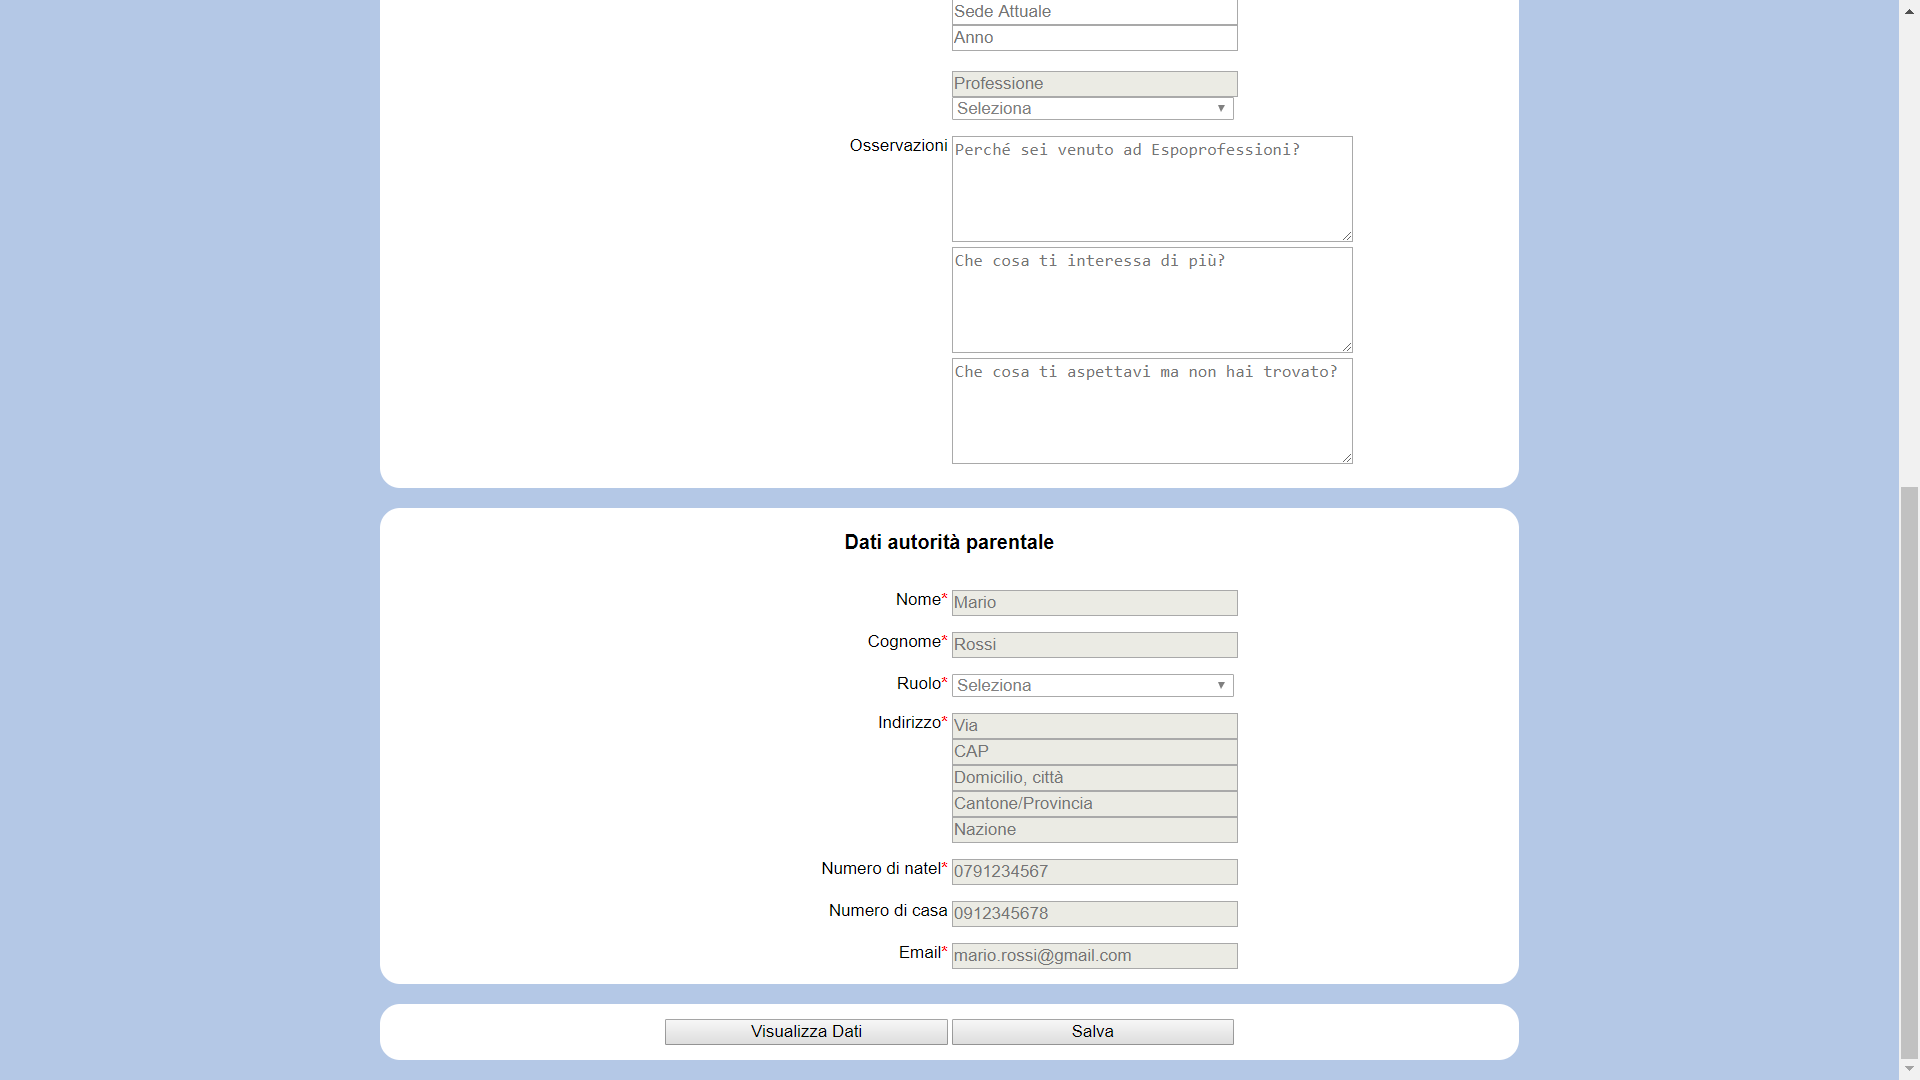 Sede Attuale
Anno
Professione
Seleziona
Osservazioni
Perché sei venuto ad Espoprofessioni?
Che cosa ti interessa di più?
Che cosa ti aspettavi ma non hai trovato?
Dati autorità parentale
Nome* Mario
Cognome* Rossi
Ruolo* Seleziona
Indirizzo* Via
CAP
Domicilio, città
Cantone/Provincia
Nazione
Numero di natel* 0791234567
Numero di casa 0912345678
Email* mario.rossi@gmail.com
Visualizza Dati Salva